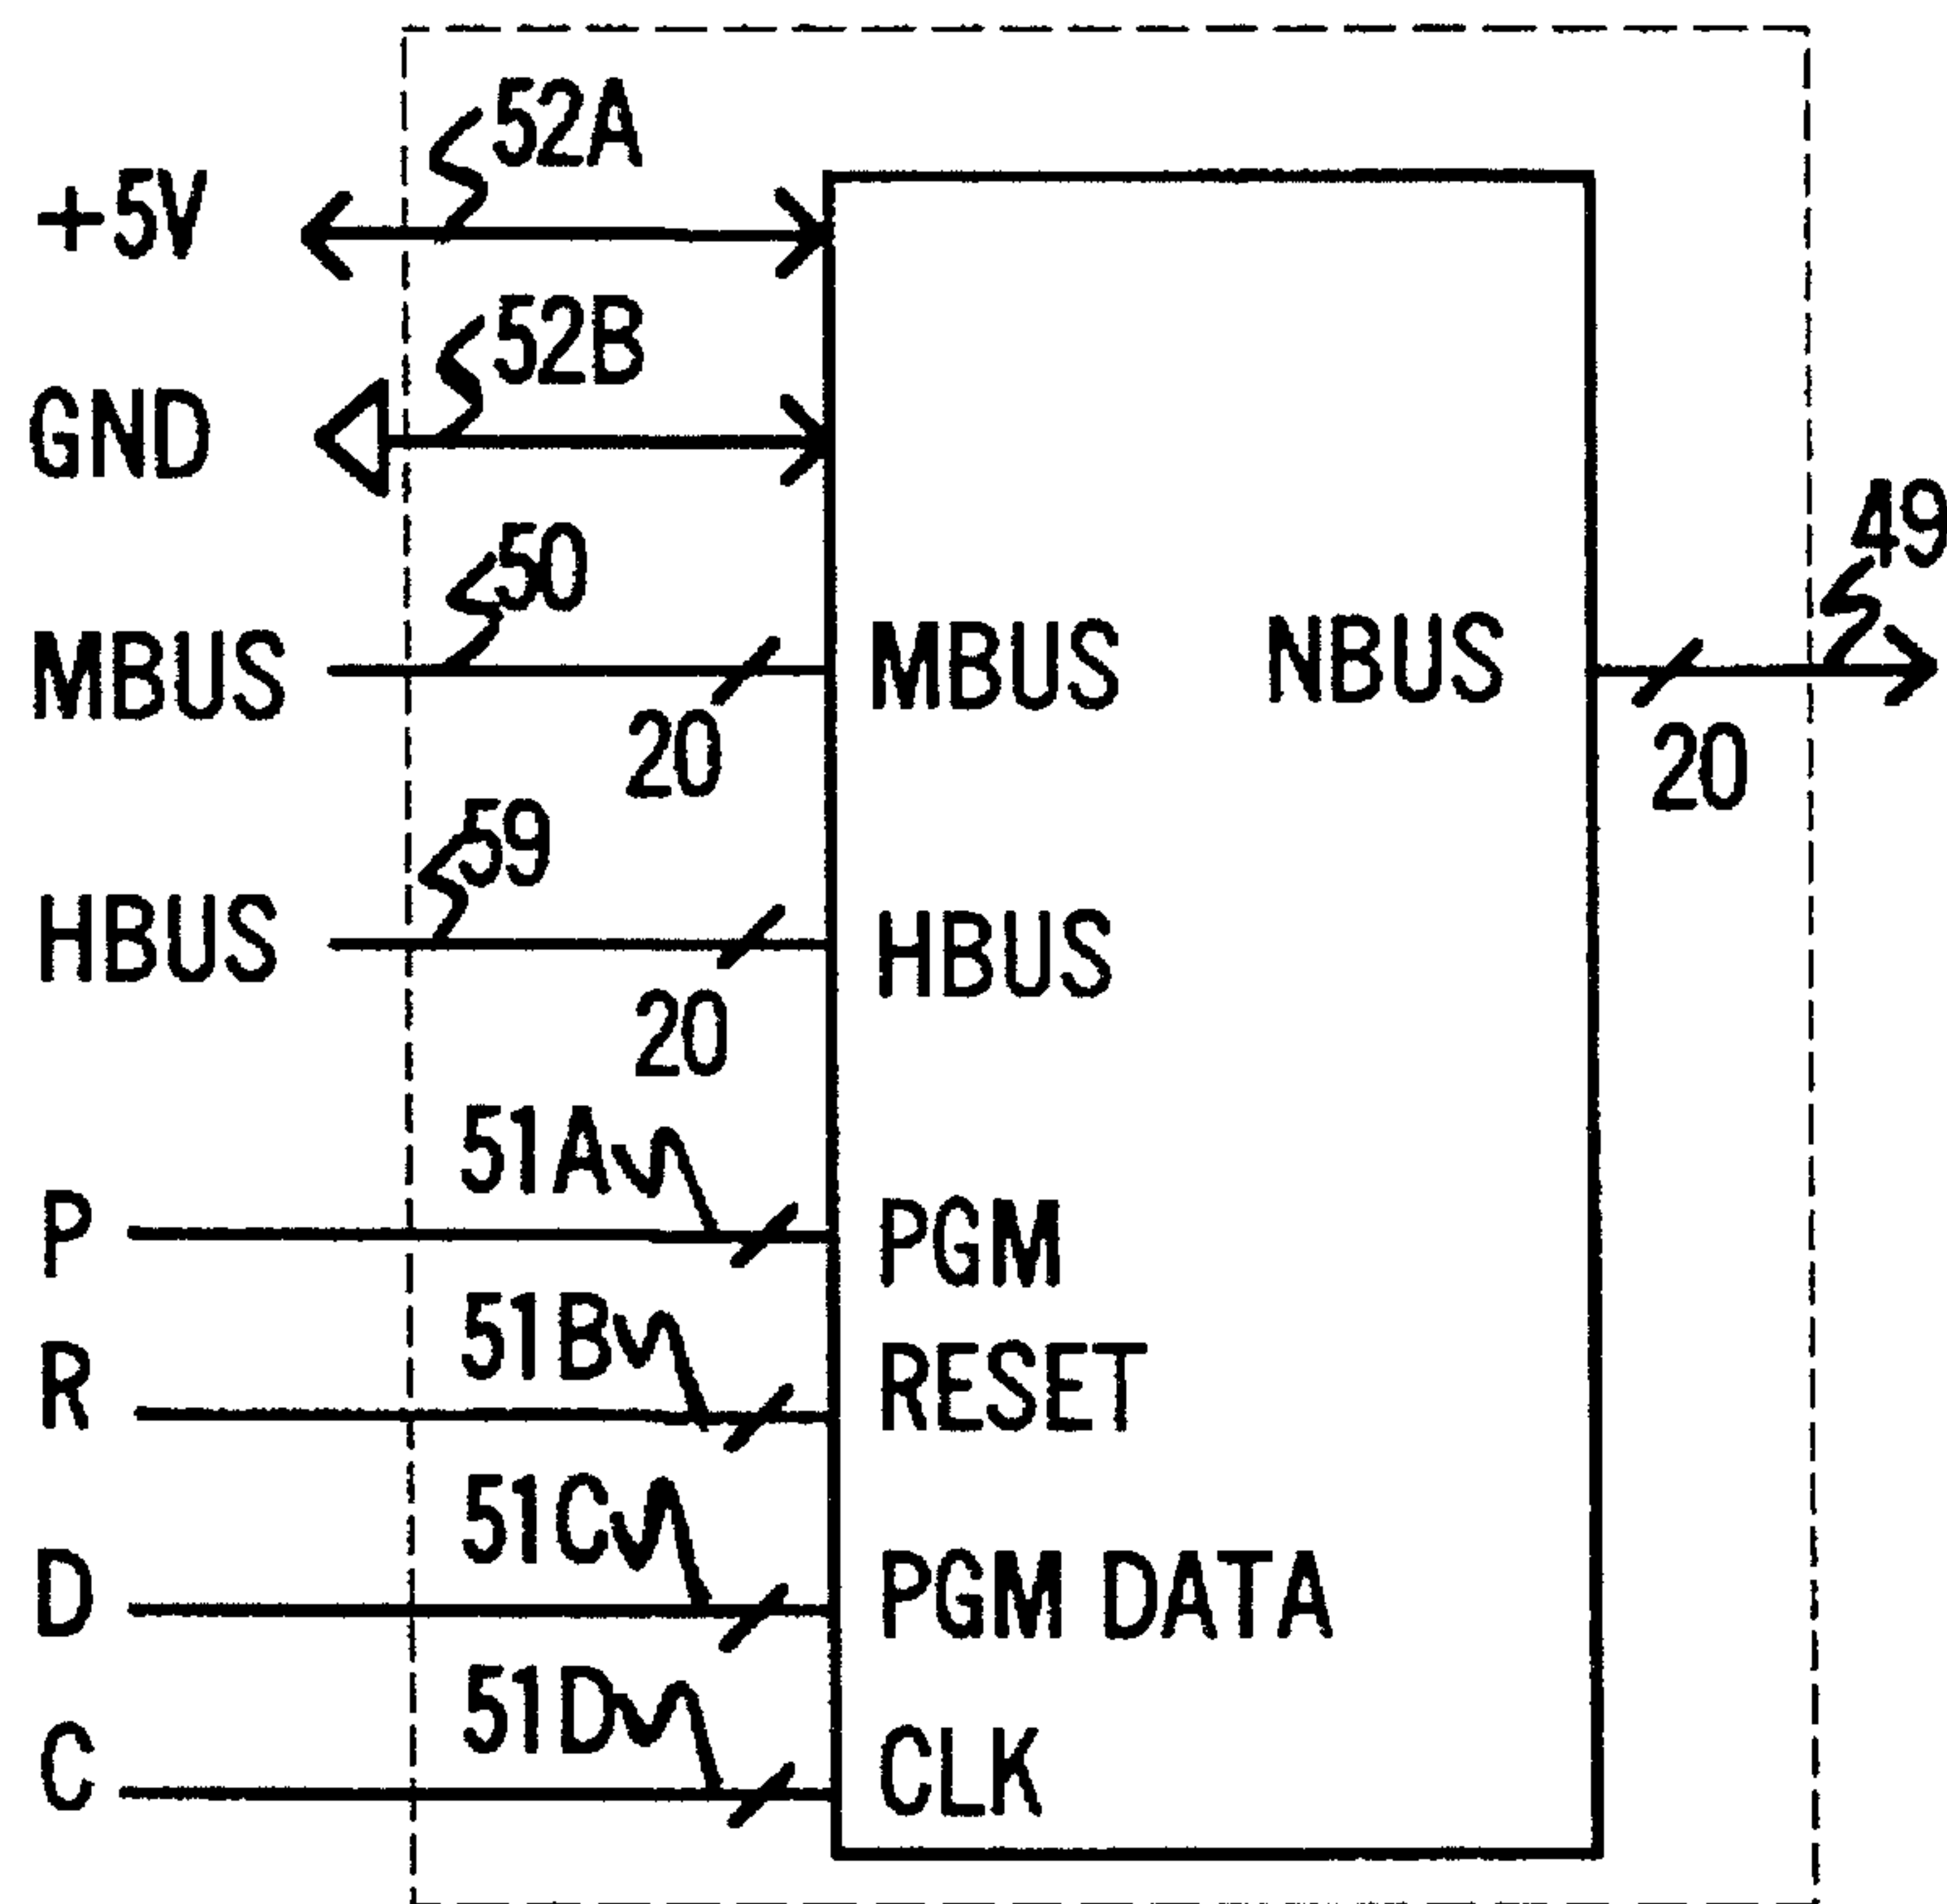 52A
+5V
52B
GND
49
50
MBUS
MBUS
NBUS
20
20
59
HBUS
HBUS
20
51A
P
PGM
51B
R
RESET
51C
D
PGM DATA
51D
C
CLK